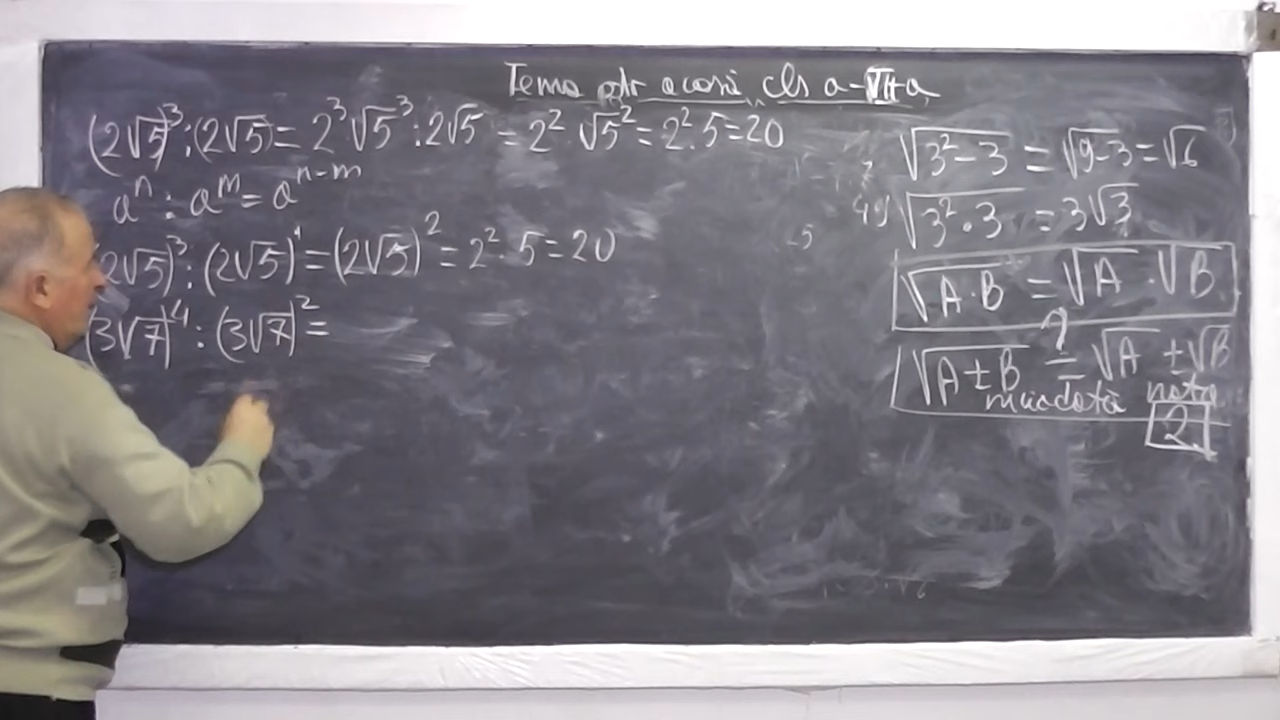 Tema ptr acasă cls a-VII-a
(2√5)³:(2√5)= 2³√5³:2√5 = 2²·√5²= 2²·5=20
aⁿ:aᵐ=aⁿ⁻ᵐ
(2√5)³:(2√5)¹=(2√5)²=2²·5=20
(3√7)⁴:(3√7)²=
√(3²-3) = √(9-3)=√6
√(3²·3) = 3√3
√(A·B) = √A·√B
√(A±B) ?= √A ±√B
niciodată nota
2